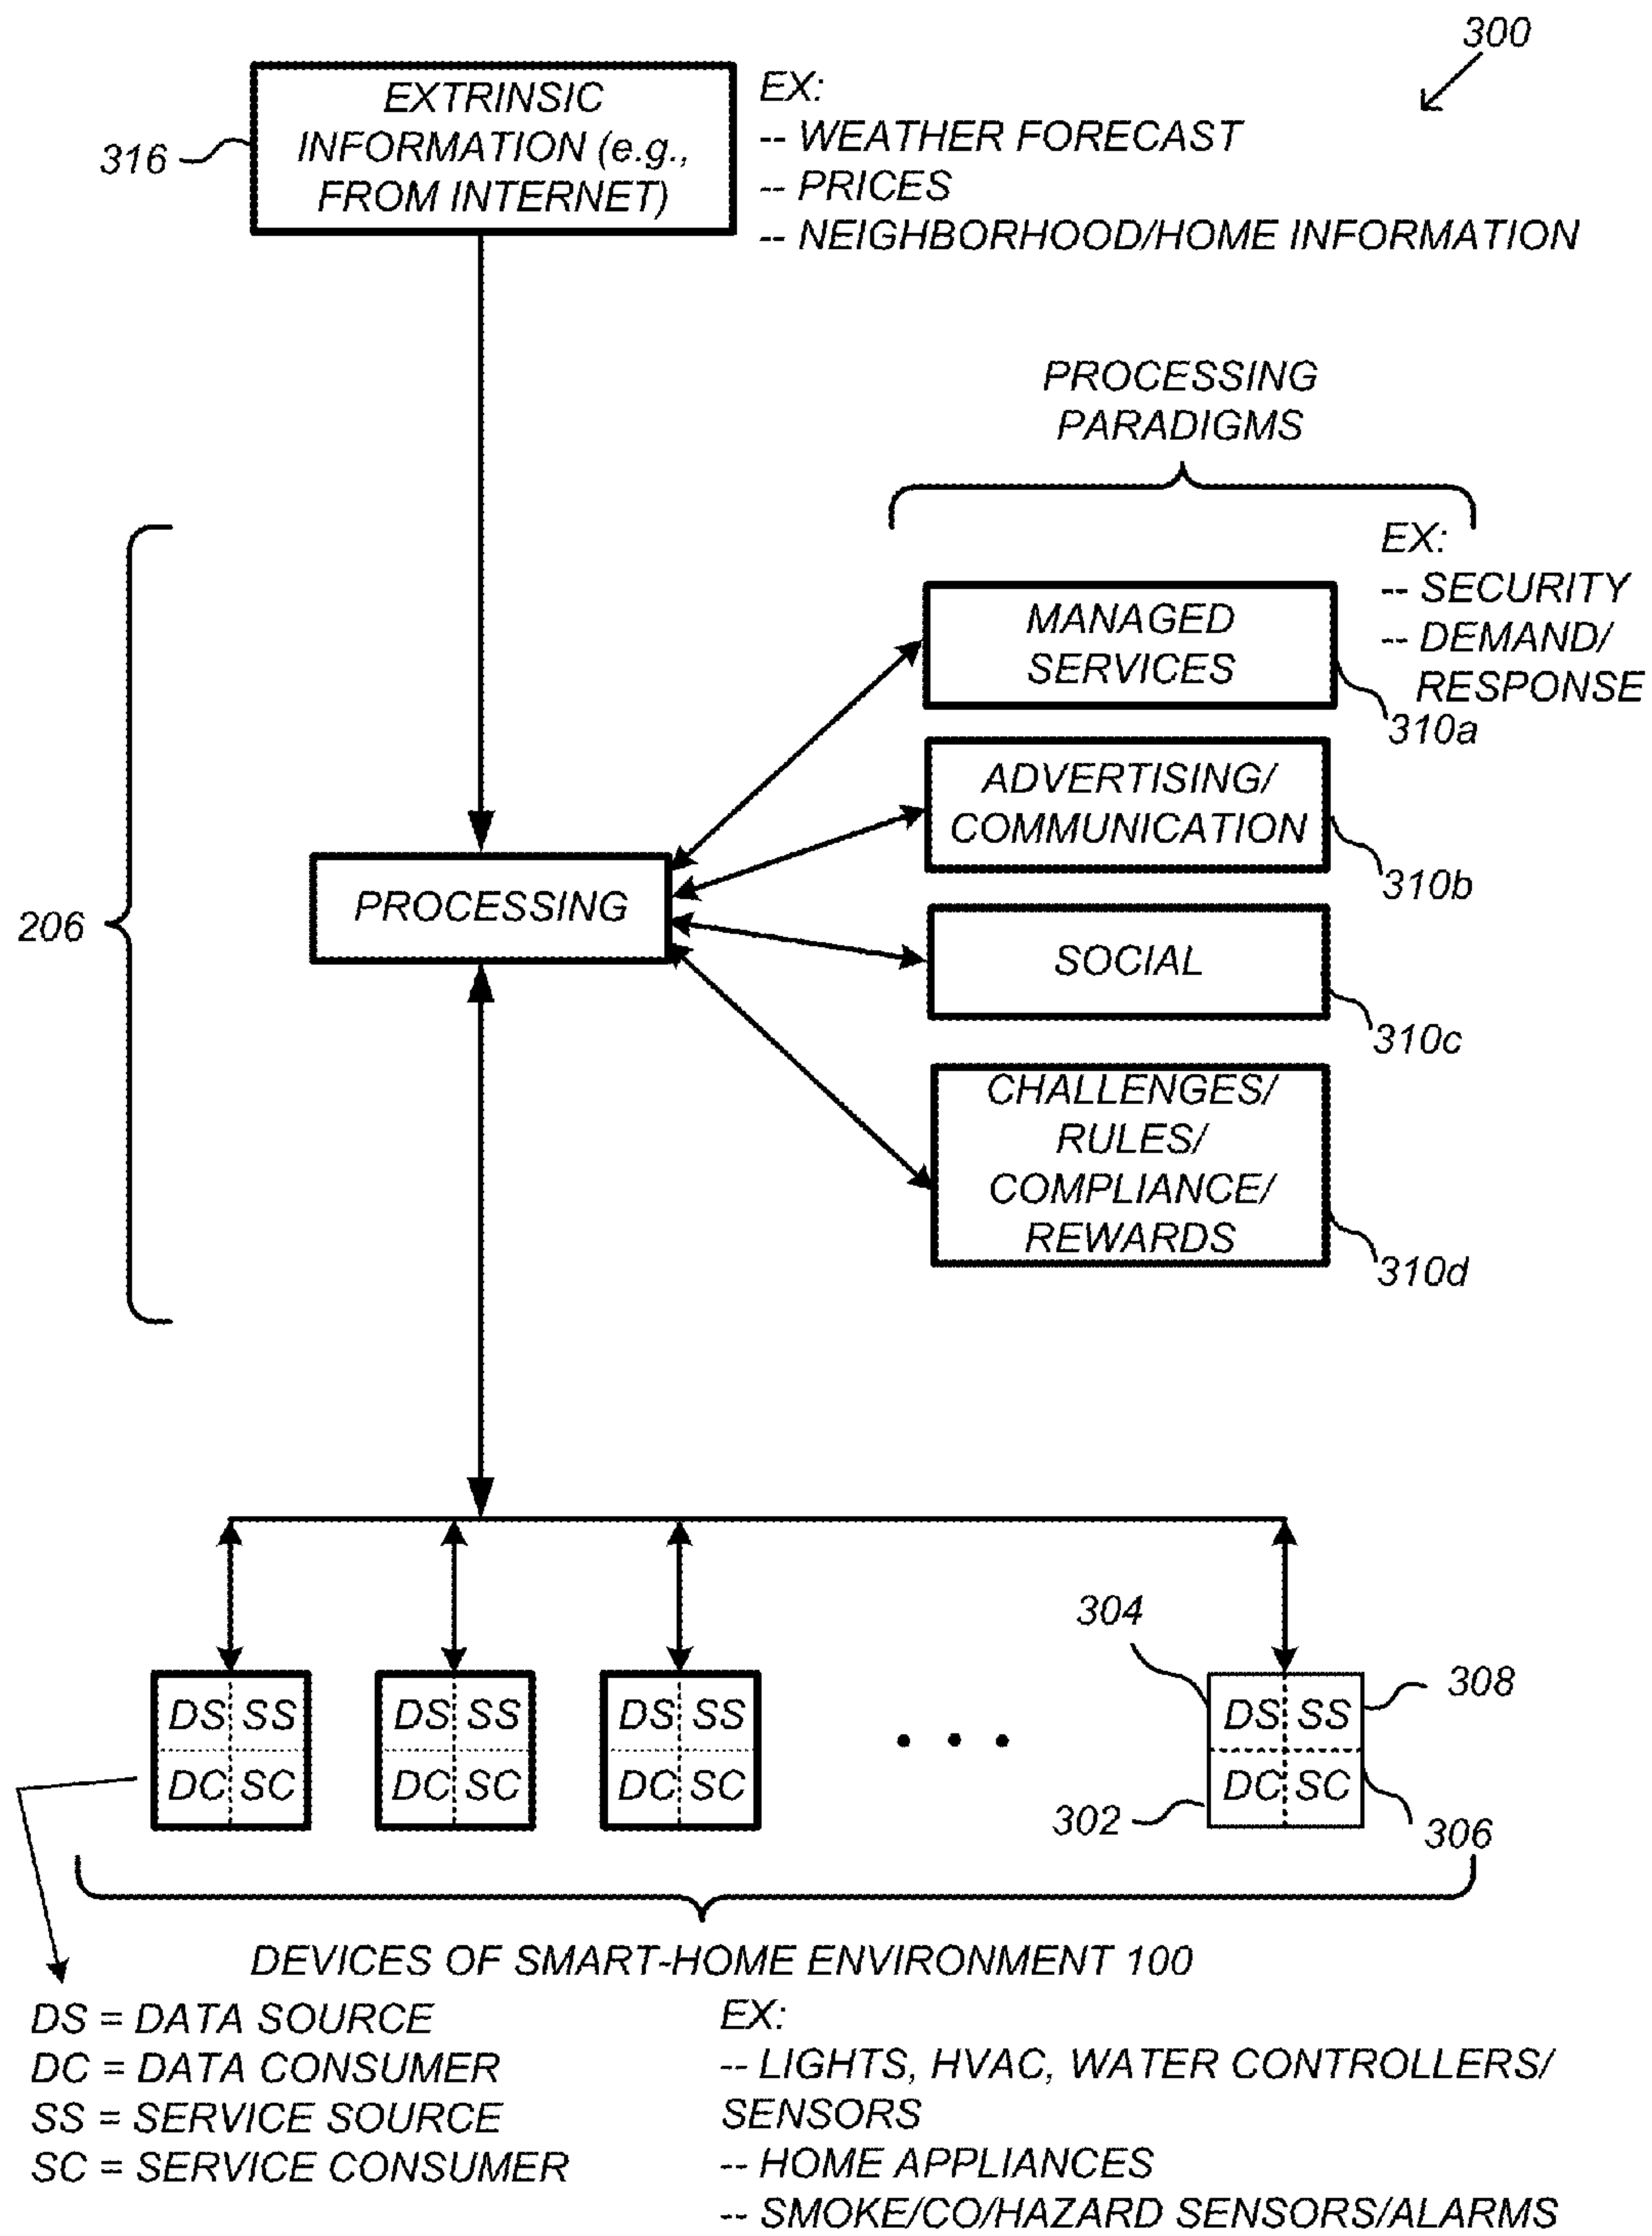 300
EXTRINSIC
INFORMATION (e.g.,
FROM INTERNET)
316
EX:
-- WEATHER FORECAST
-- PRICES
-- NEIGHBORHOOD/HOME INFORMATION
PROCESSING
PARADIGMS
EX:
-- SECURITY
-- DEMAND/
RESPONSE
MANAGED
SERVICES
310a
ADVERTISING/
COMMUNICATION
310b
206
PROCESSING
SOCIAL
310c
CHALLENGES/
RULES/
COMPLIANCE/
REWARDS
310d
304
308
DS SS
DC SC
DS SS
DC SC
DS SS
DC SC
• • •
DS SS
DC SC
302
306
DEVICES OF SMART-HOME ENVIRONMENT 100
DS = DATA SOURCE
DC = DATA CONSUMER
SS = SERVICE SOURCE
SC = SERVICE CONSUMER
EX:
-- LIGHTS, HVAC, WATER CONTROLLERS/
SENSORS
-- HOME APPLIANCES
-- SMOKE/CO/HAZARD SENSORS/ALARMS